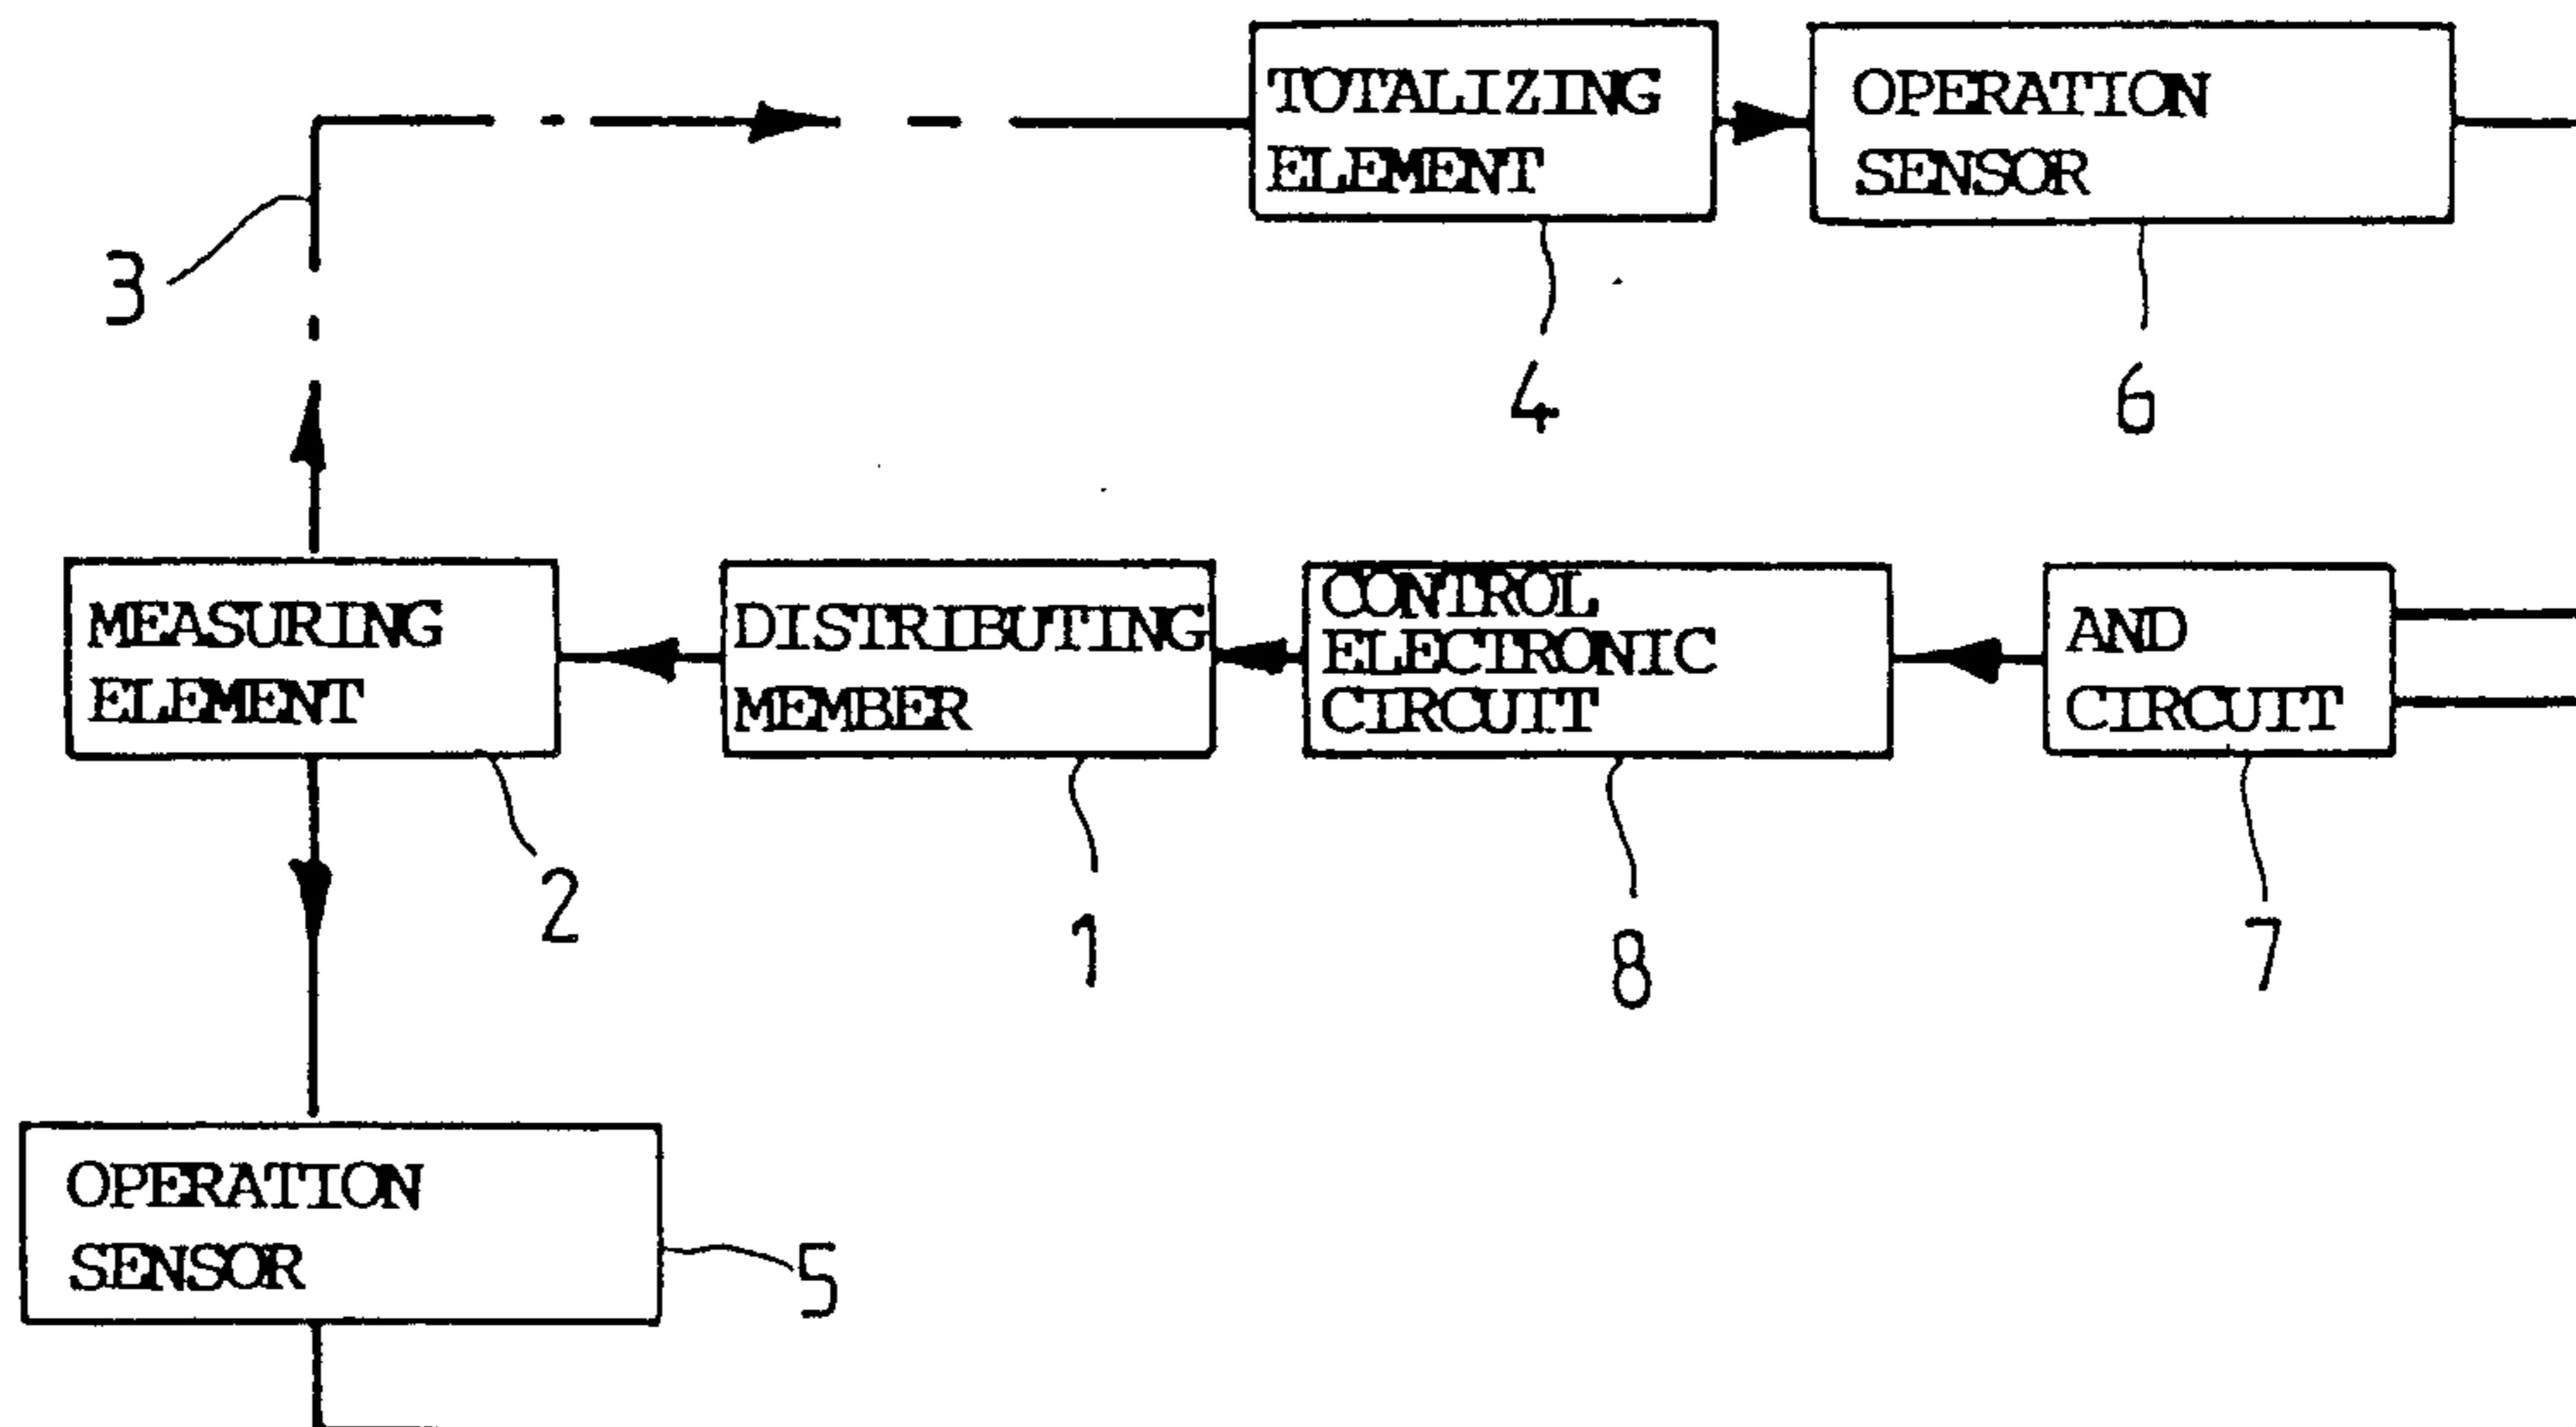 TOTALIZING
ELEMENT
OPERATION
SENSOR
3
4
6
MEASURING
ELEMENT
DISTRIBUTING
MEMBER
CONTROL
ELECTRONIC
CIRCUIT
AND
CIRCUIT
2
1
8
7
OPERATION
SENSOR
5